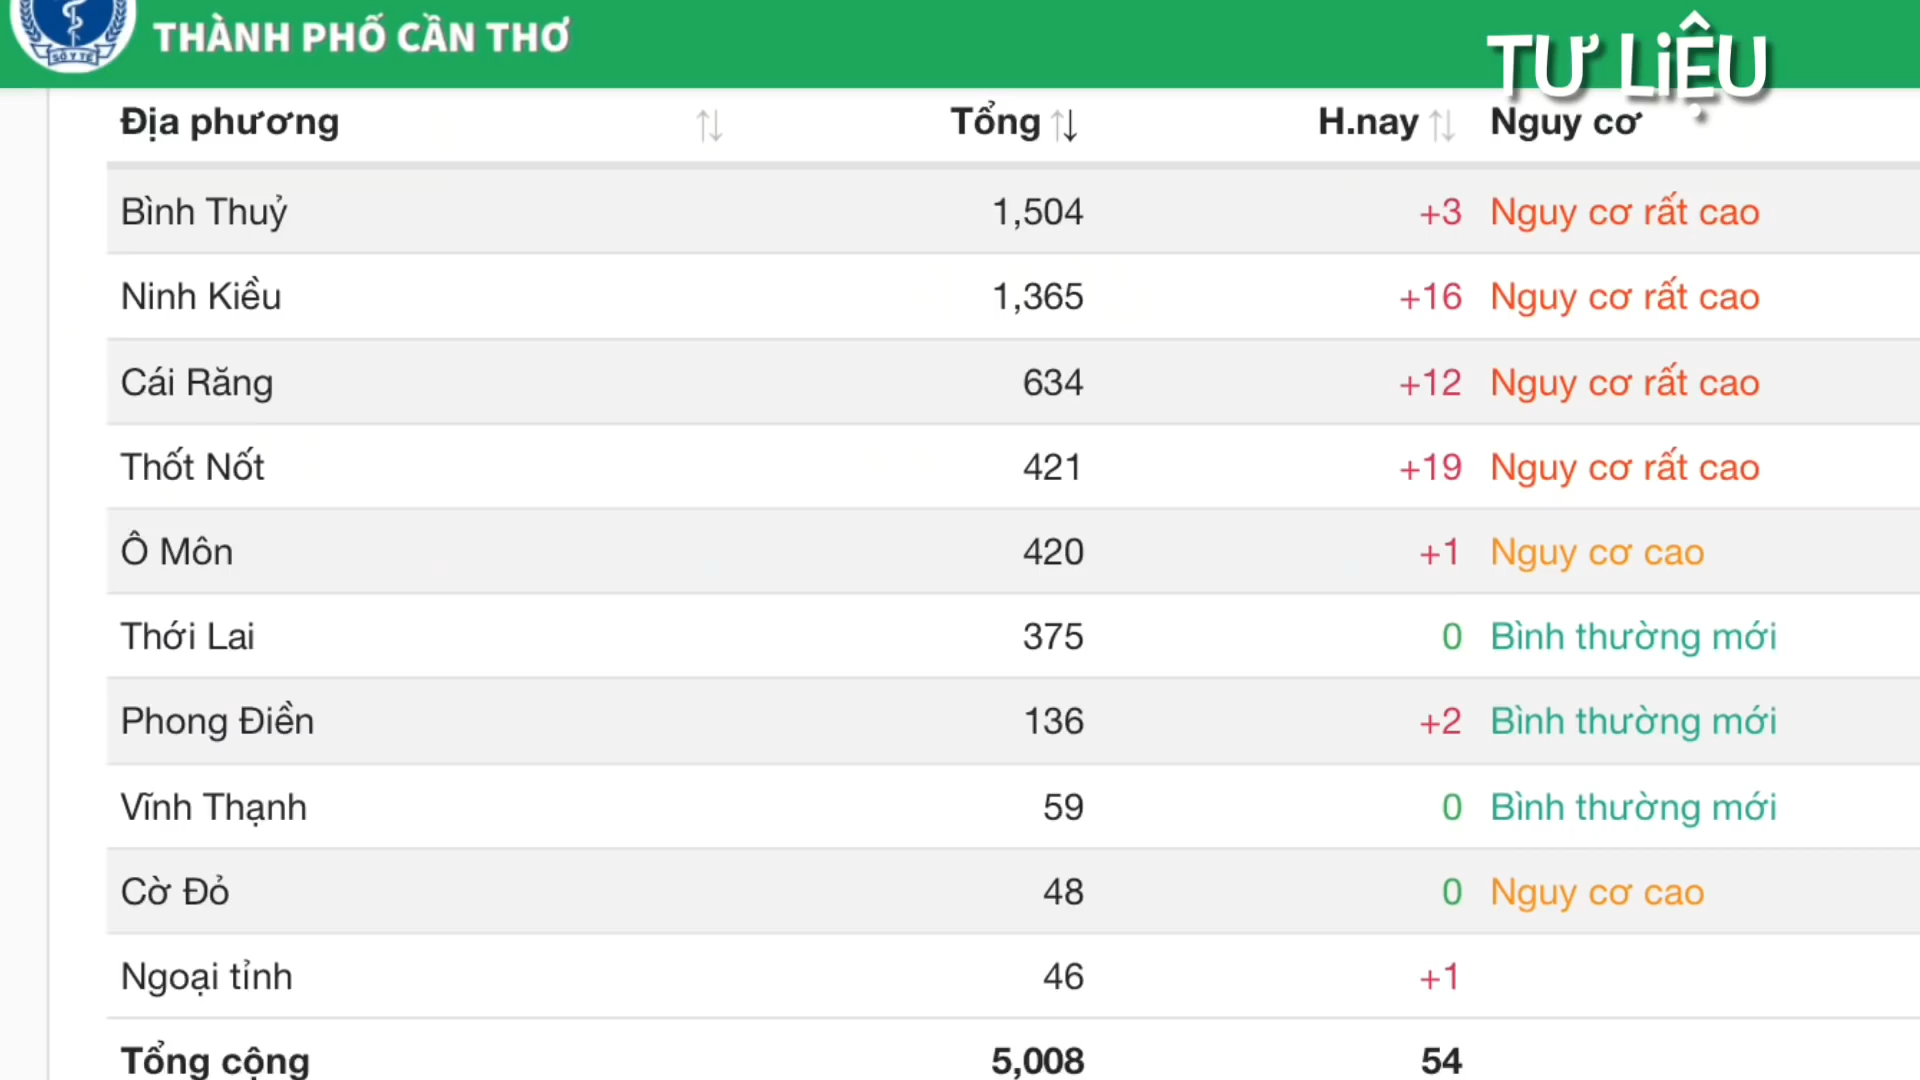 SỞ Y TẾ
THÀNH PHỐ CẦN THƠ
TƯ LiỆU
Địa phương Tổng H.nay Nguy cơ
Bình Thuỷ 1,504 +3 Nguy cơ rất cao
Ninh Kiều 1,365 +16 Nguy cơ rất cao
Cái Răng 634 +12 Nguy cơ rất cao
Thốt Nốt 421 +19 Nguy cơ rất cao
Ô Môn 420 +1 Nguy cơ cao
Thới Lai 375 0 Bình thường mới
Phong Điền 136 +2 Bình thường mới
Vĩnh Thạnh 59 0 Bình thường mới
Cờ Đỏ 48 0 Nguy cơ cao
Ngoại tỉnh 46 +1
Tổng cộng 5,008 54